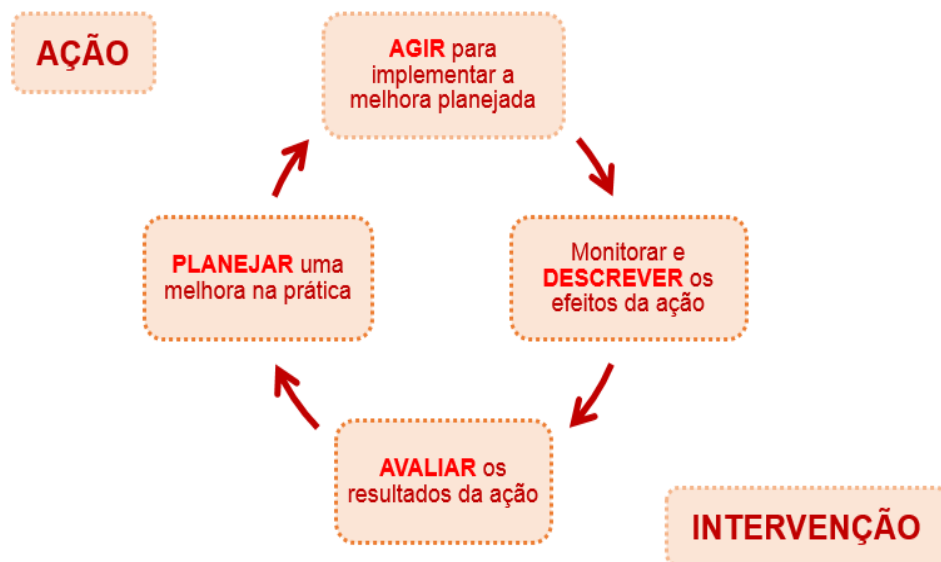 AÇÃO
AGIR para
implementar a
melhora planejada
PLANEJAR uma
melhora na prática
Monitorar e
DESCREVER os
efeitos da ação
AVALIAR os
resultados da ação
INTERVENÇÃO